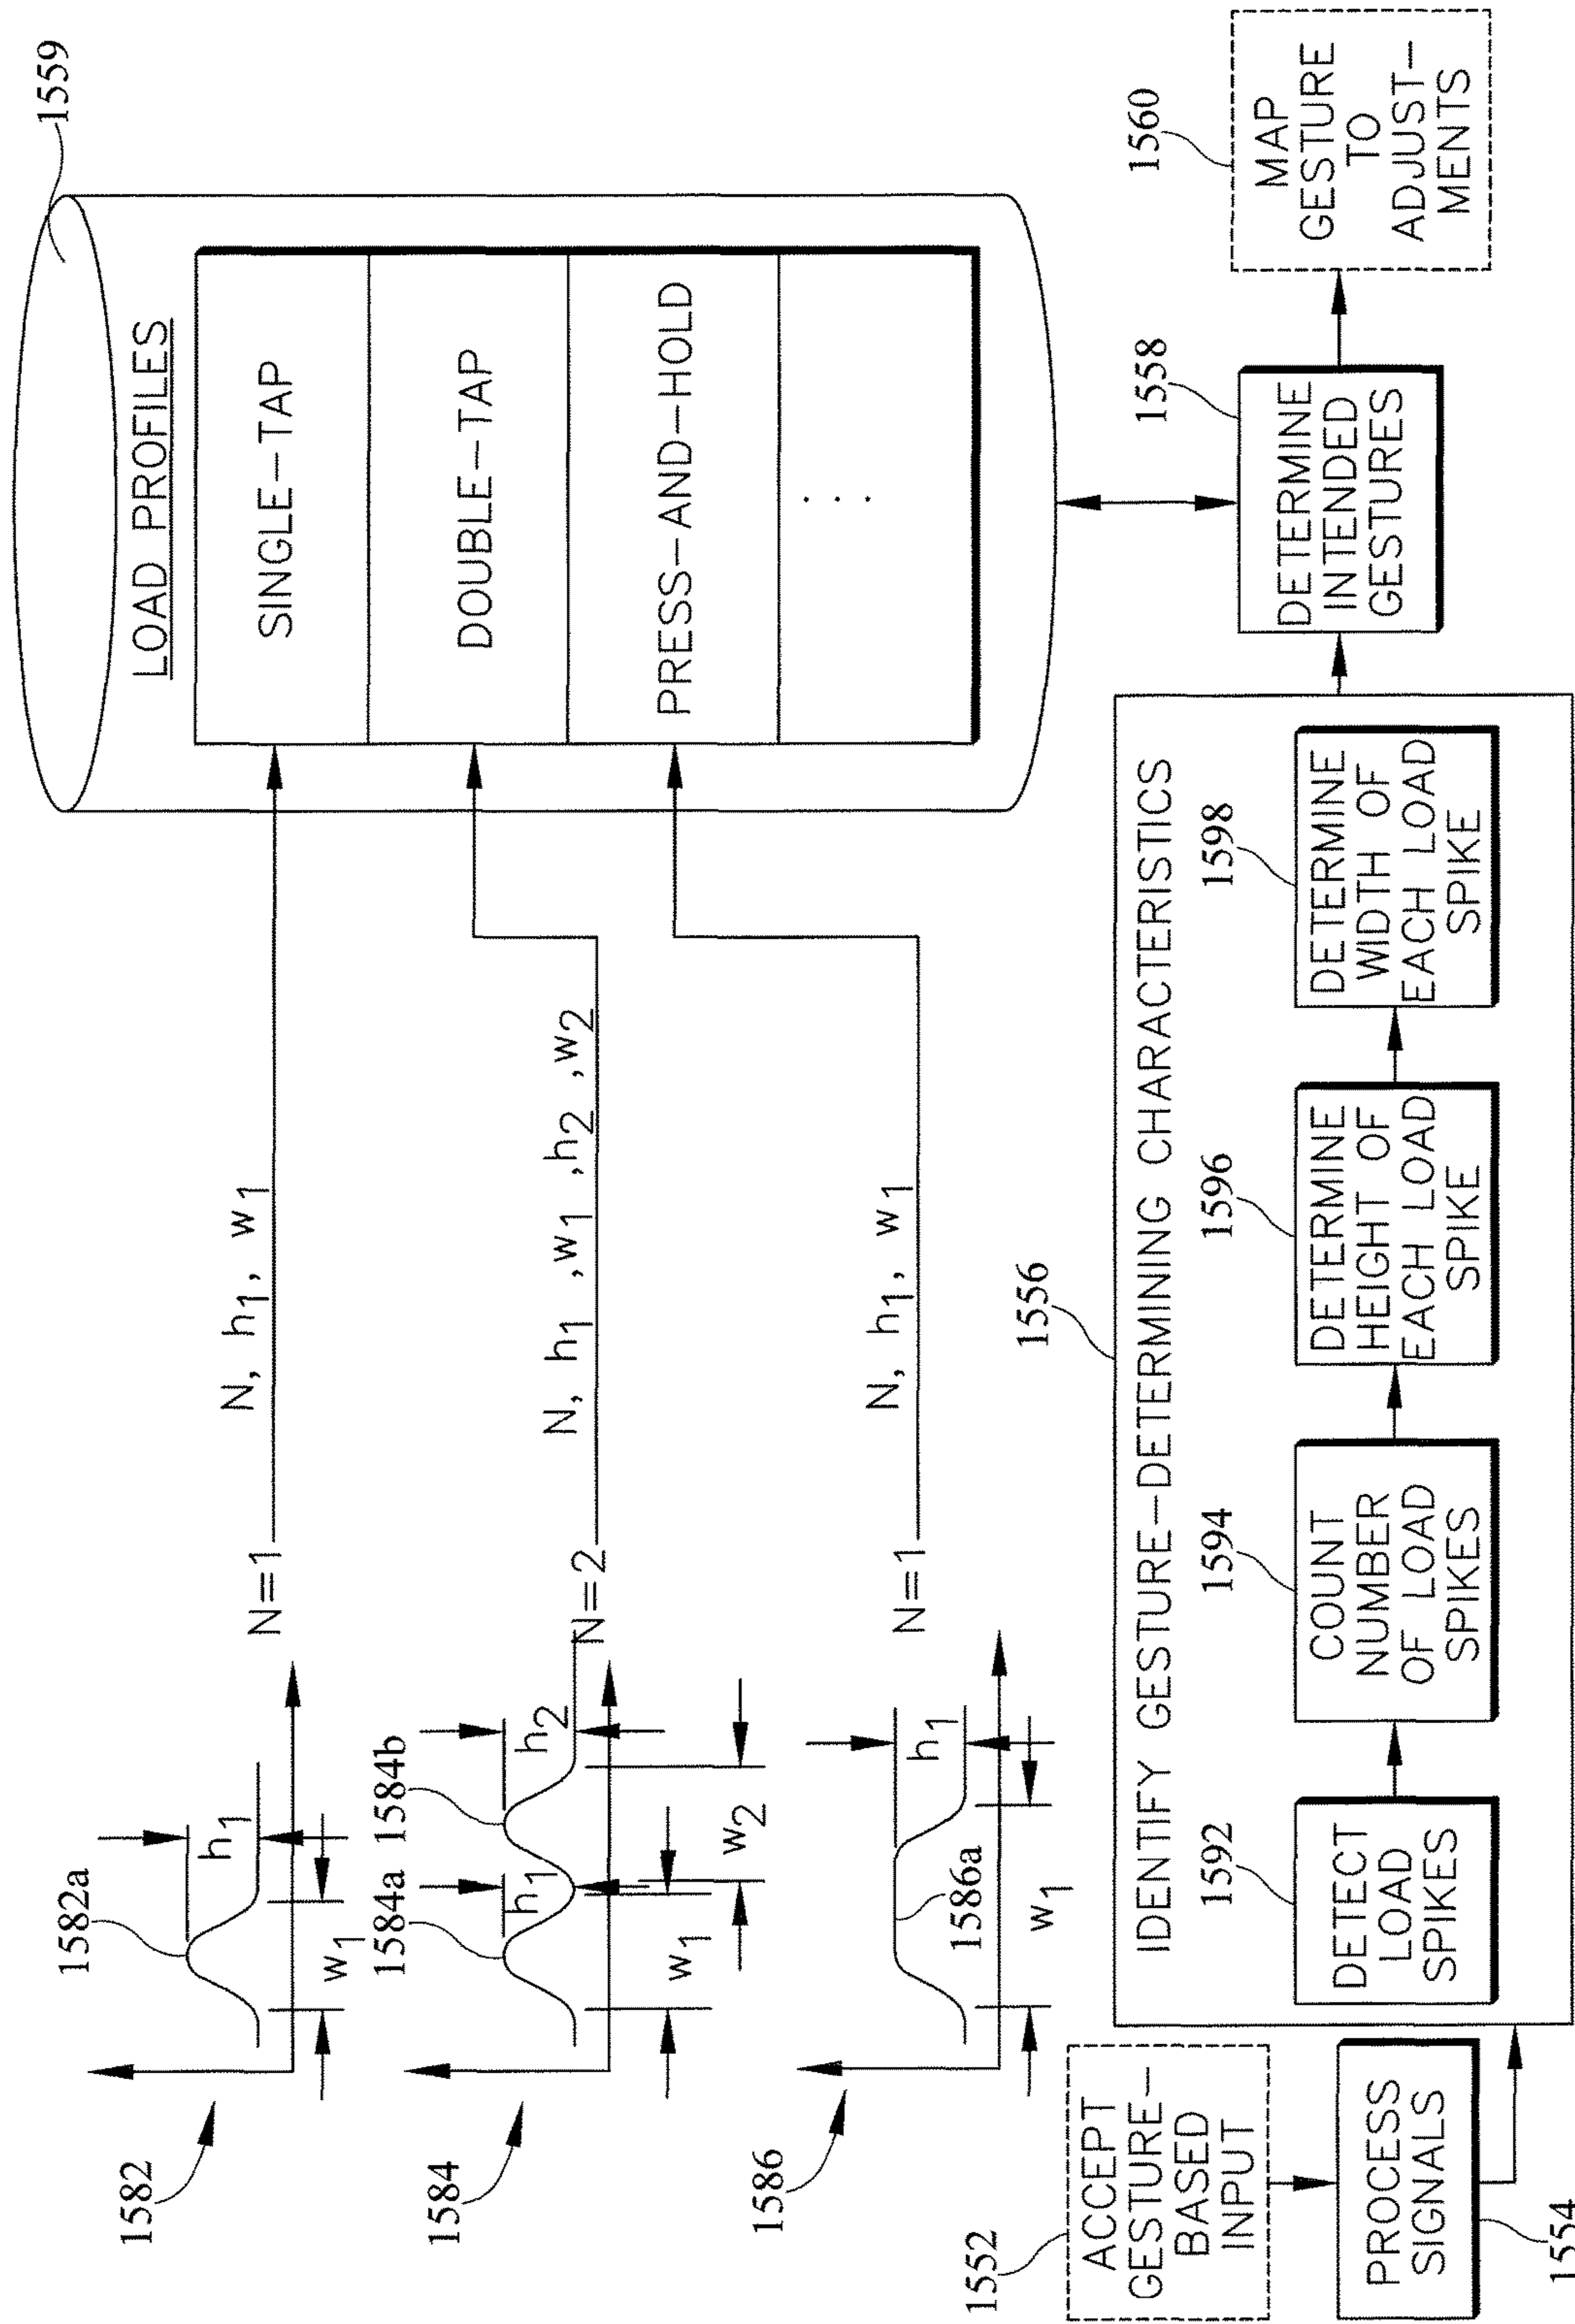 1582
1582a
h1
w1
N=1
N, h1, w1
1584
1584a
1584b
h1
h2
w1
w2
N=2
N, h1 ,w1 ,h2 ,w2
1586
1586a
h1
w1
N=1
N, h1, w1
1559
LOAD PROFILES
SINGLE-TAP
DOUBLE-TAP
PRESS-AND-HOLD
. . .
1552
ACCEPT
GESTURE-
BASED
INPUT
1554
PROCESS
SIGNALS
1556
IDENTIFY GESTURE-DETERMINING CHARACTERISTICS
1592
DETECT
LOAD
SPIKES
1594
COUNT
NUMBER
OF LOAD
SPIKES
1596
DETERMINE
HEIGHT OF
EACH LOAD
SPIKE
1598
DETERMINE
WIDTH OF
EACH LOAD
SPIKE
1558
DETERMINE
INTENDED
GESTURES
1560
MAP
GESTURE
TO
ADJUST-
MENTS